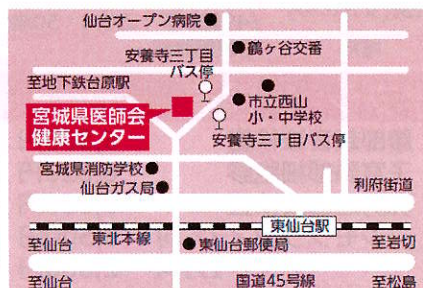 仙台オープン病院
安養寺三丁目
バス停
鶴ヶ谷交番
至地下鉄台原駅
宮城県医師会
健康センター
市立西山
小・中学校
安養寺三丁目バス停
宮城県消防学校
仙台ガス局
利府街道
東仙台駅
至仙台
東北本線
東仙台郵便局
至岩切
至仙台
国道45号線
至松島